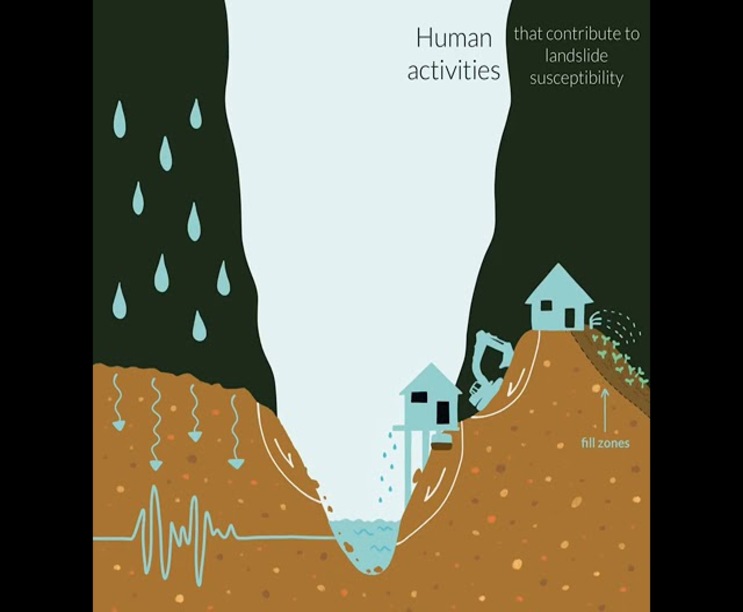 Human
activities
that contribute to
landslide
susceptibility
fill zones